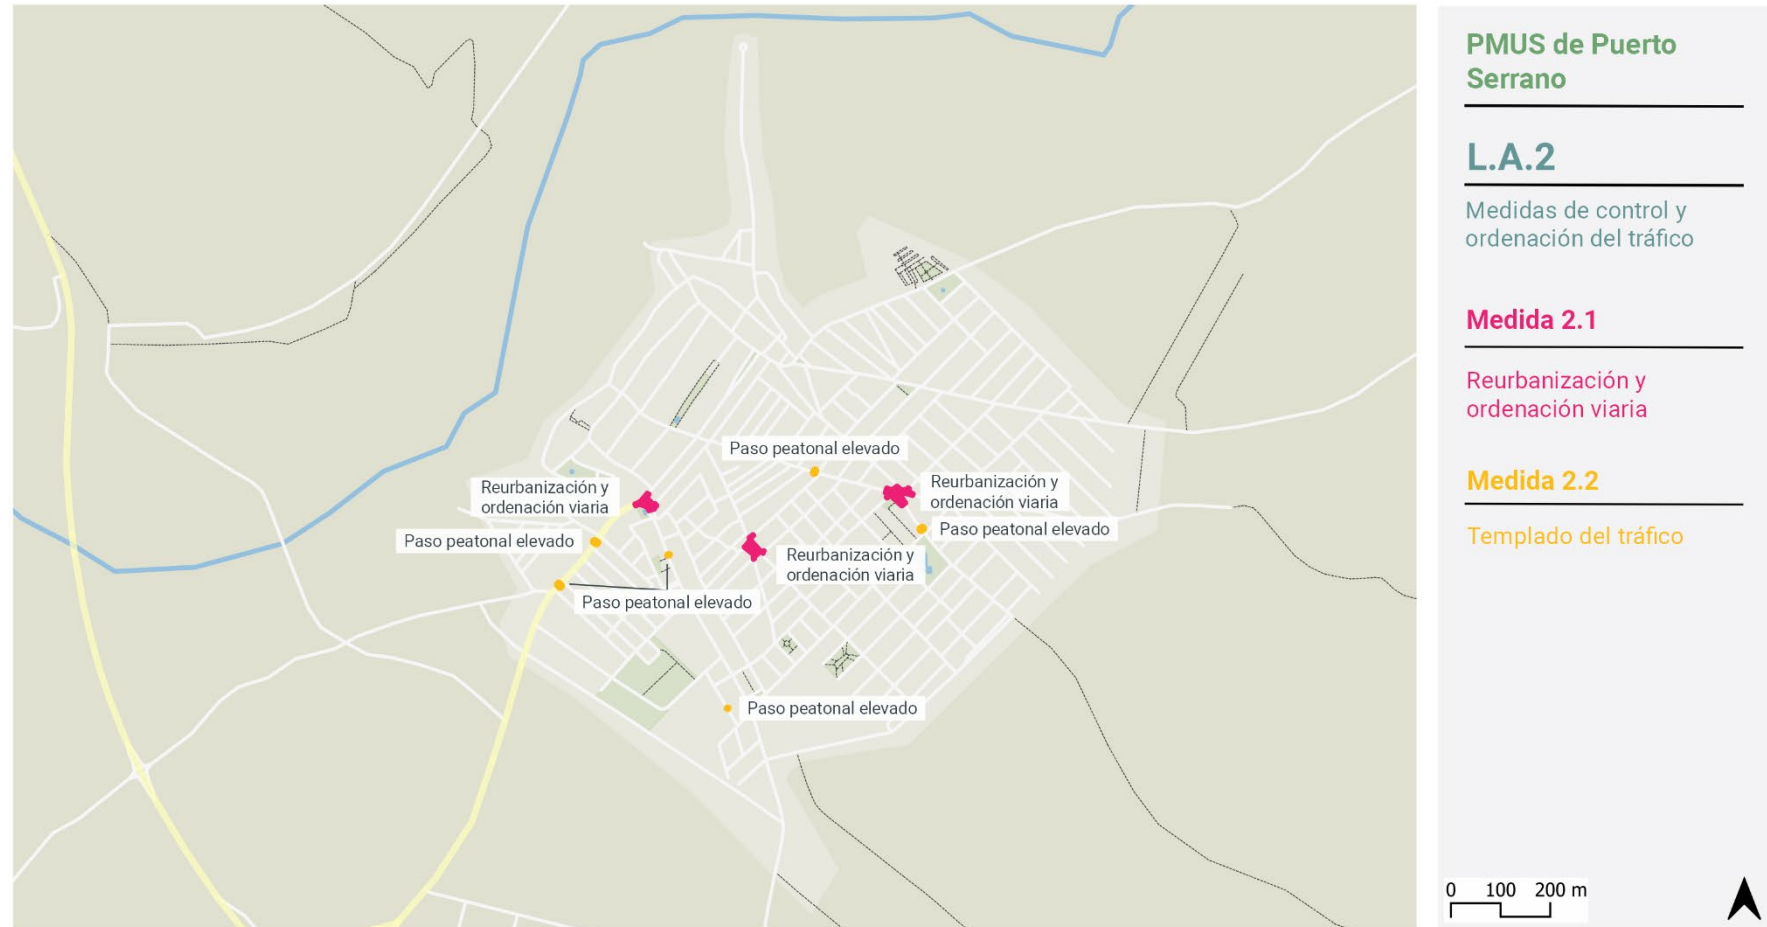 PMUS de Puerto
Serrano
L.A.2
Medidas de control y
ordenación del tráfico
Medida 2.1
Reurbanización y
ordenación viaria
Medida 2.2
Templado del tráfico
0 100 200 m
Paso peatonal elevado
Reurbanización y
ordenación viaria
Reurbanización y
ordenación viaria
Paso peatonal elevado
Paso peatonal elevado
Reurbanización y
ordenación viaria
Paso peatonal elevado
Paso peatonal elevado